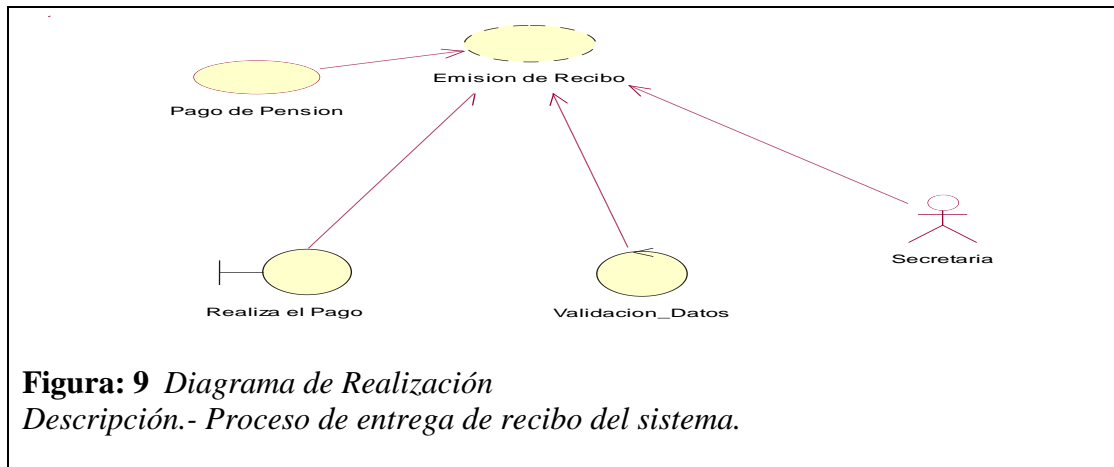 Emision de Recibo
Pago de Pension
Secretaria
Realiza el Pago
Validacion_Datos
Figura: 9 Diagrama de Realización
Descripción.- Proceso de entrega de recibo del sistema.